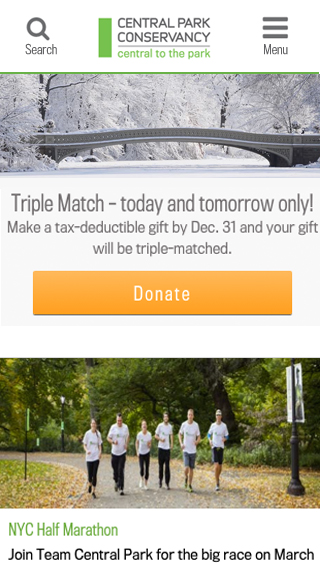 Search
CENTRAL PARK
CONSERVANCY
central to the park
Menu
Triple Match - today and tomorrow only!
Make a tax-deductible gift by Dec. 31 and your gift
will be triple-matched.
Donate
NYC Half Marathon
Join Team Central Park for the big race on March